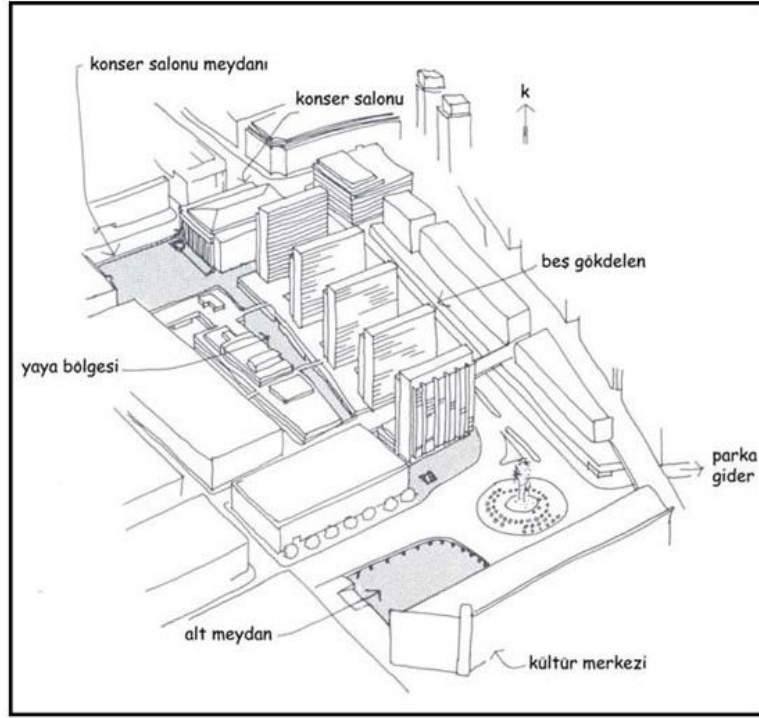 konser salonu meydanı
konser salonu
k
beş gökdelen
yaya bölgesi
parka
gider
alt meydan
kültür merkezi